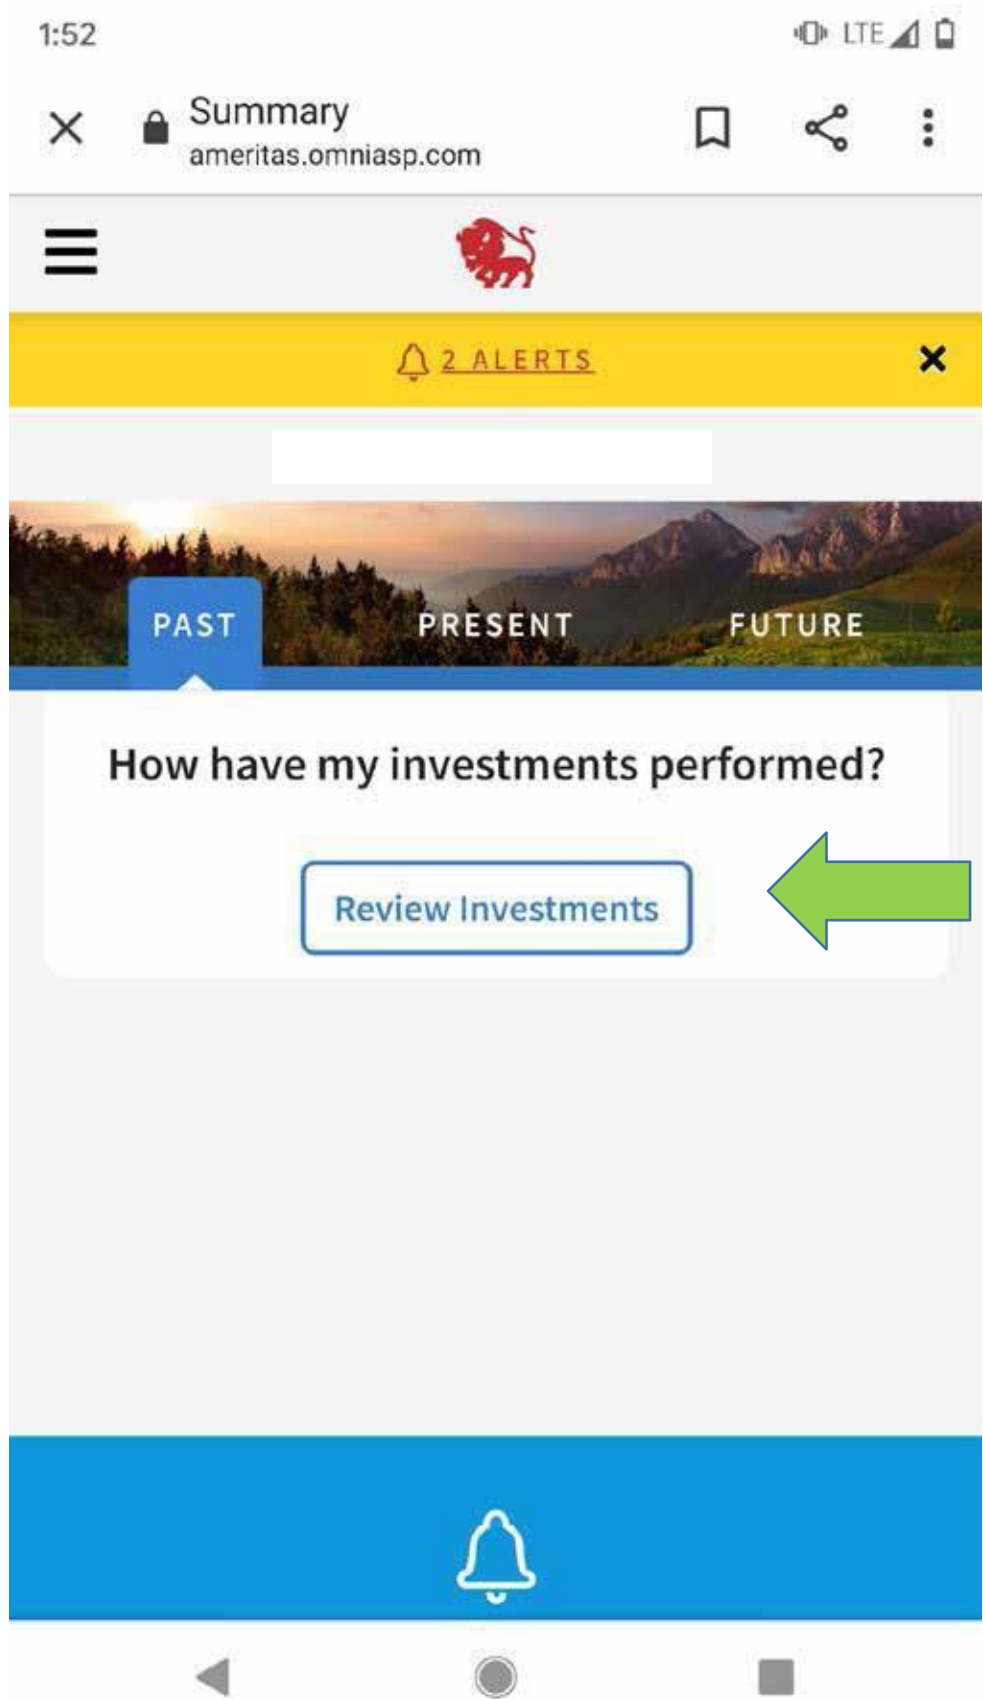 1:52
LTE
Summary
ameritas.omniasp.com
2 ALERTS
PAST PRESENT FUTURE
How have my investments performed?
Review Investments